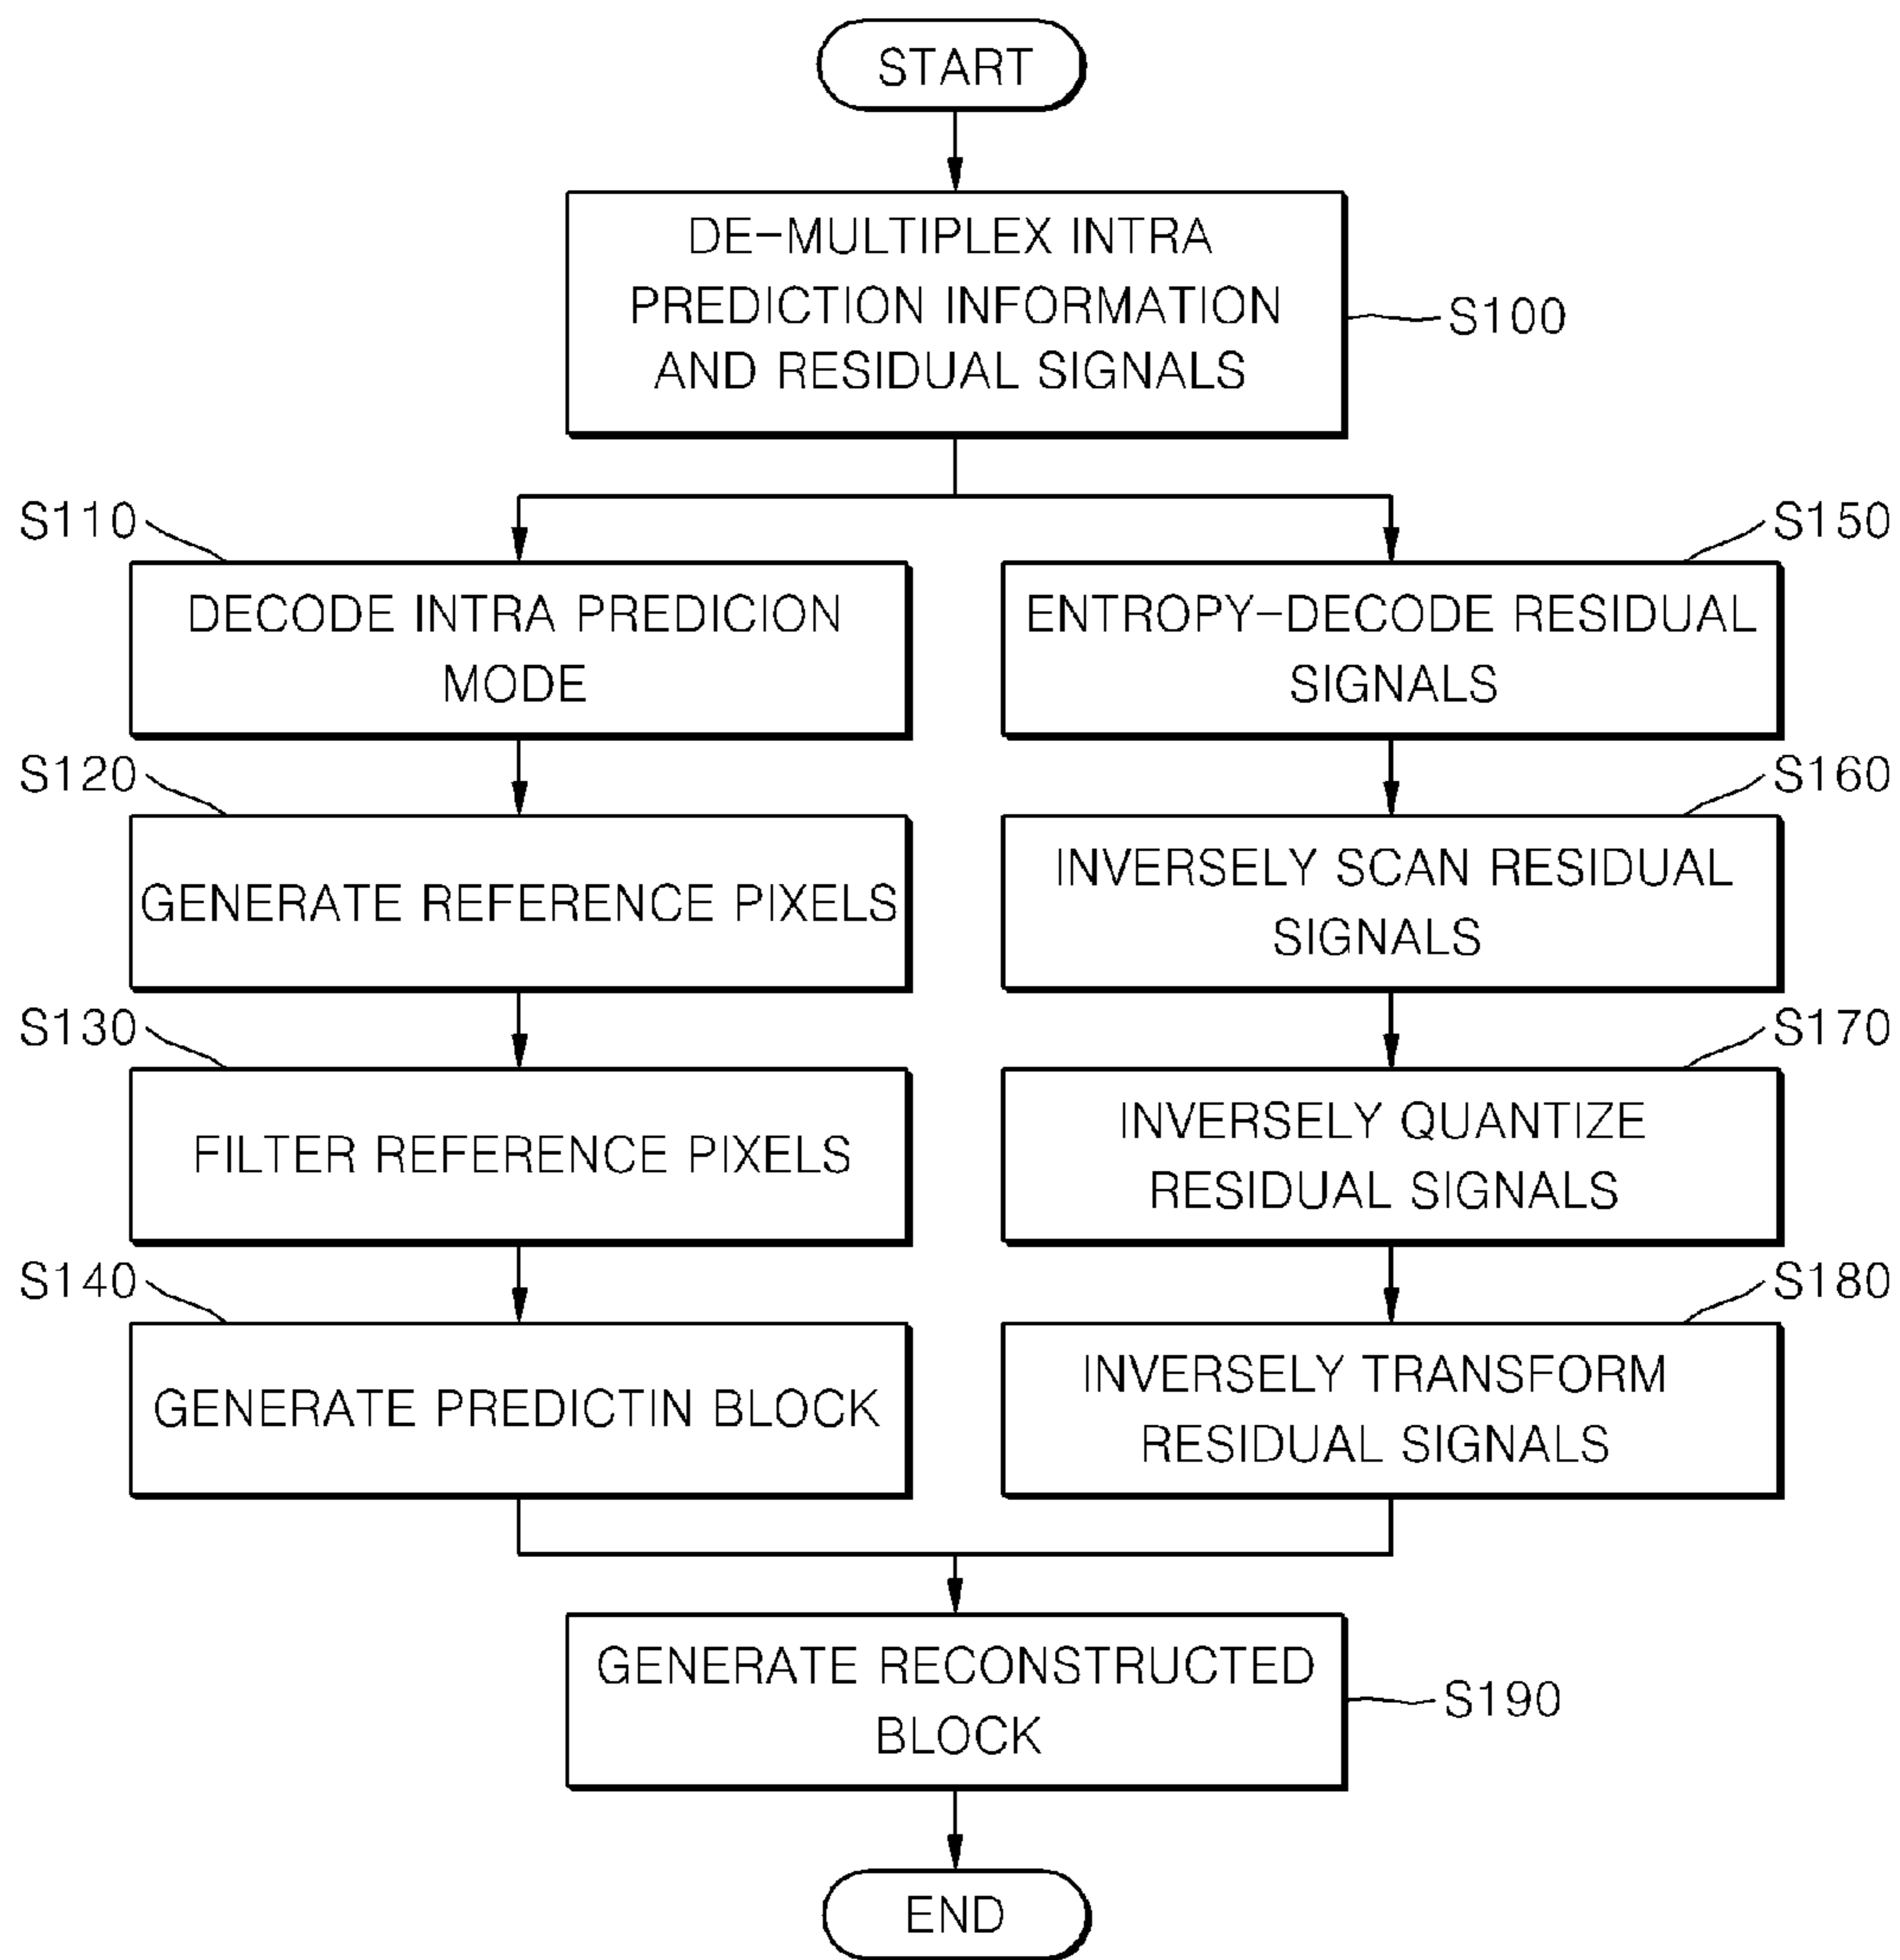 START
DE-MULTIPLEX INTRA
PREDICTION INFORMATION
AND RESIDUAL SIGNALS
S100
S110
DECODE INTRA PREDICION
MODE
S120
GENERATE REFERENCE PIXELS
S130
FILTER REFERENCE PIXELS
S140
GENERATE PREDICTIN BLOCK
S150
ENTROPY-DECODE RESIDUAL
SIGNALS
S160
INVERSELY SCAN RESIDUAL
SIGNALS
S170
INVERSELY QUANTIZE
RESIDUAL SIGNALS
S180
INVERSELY TRANSFORM
RESIDUAL SIGNALS
GENERATE RECONSTRUCTED
BLOCK
S190
END